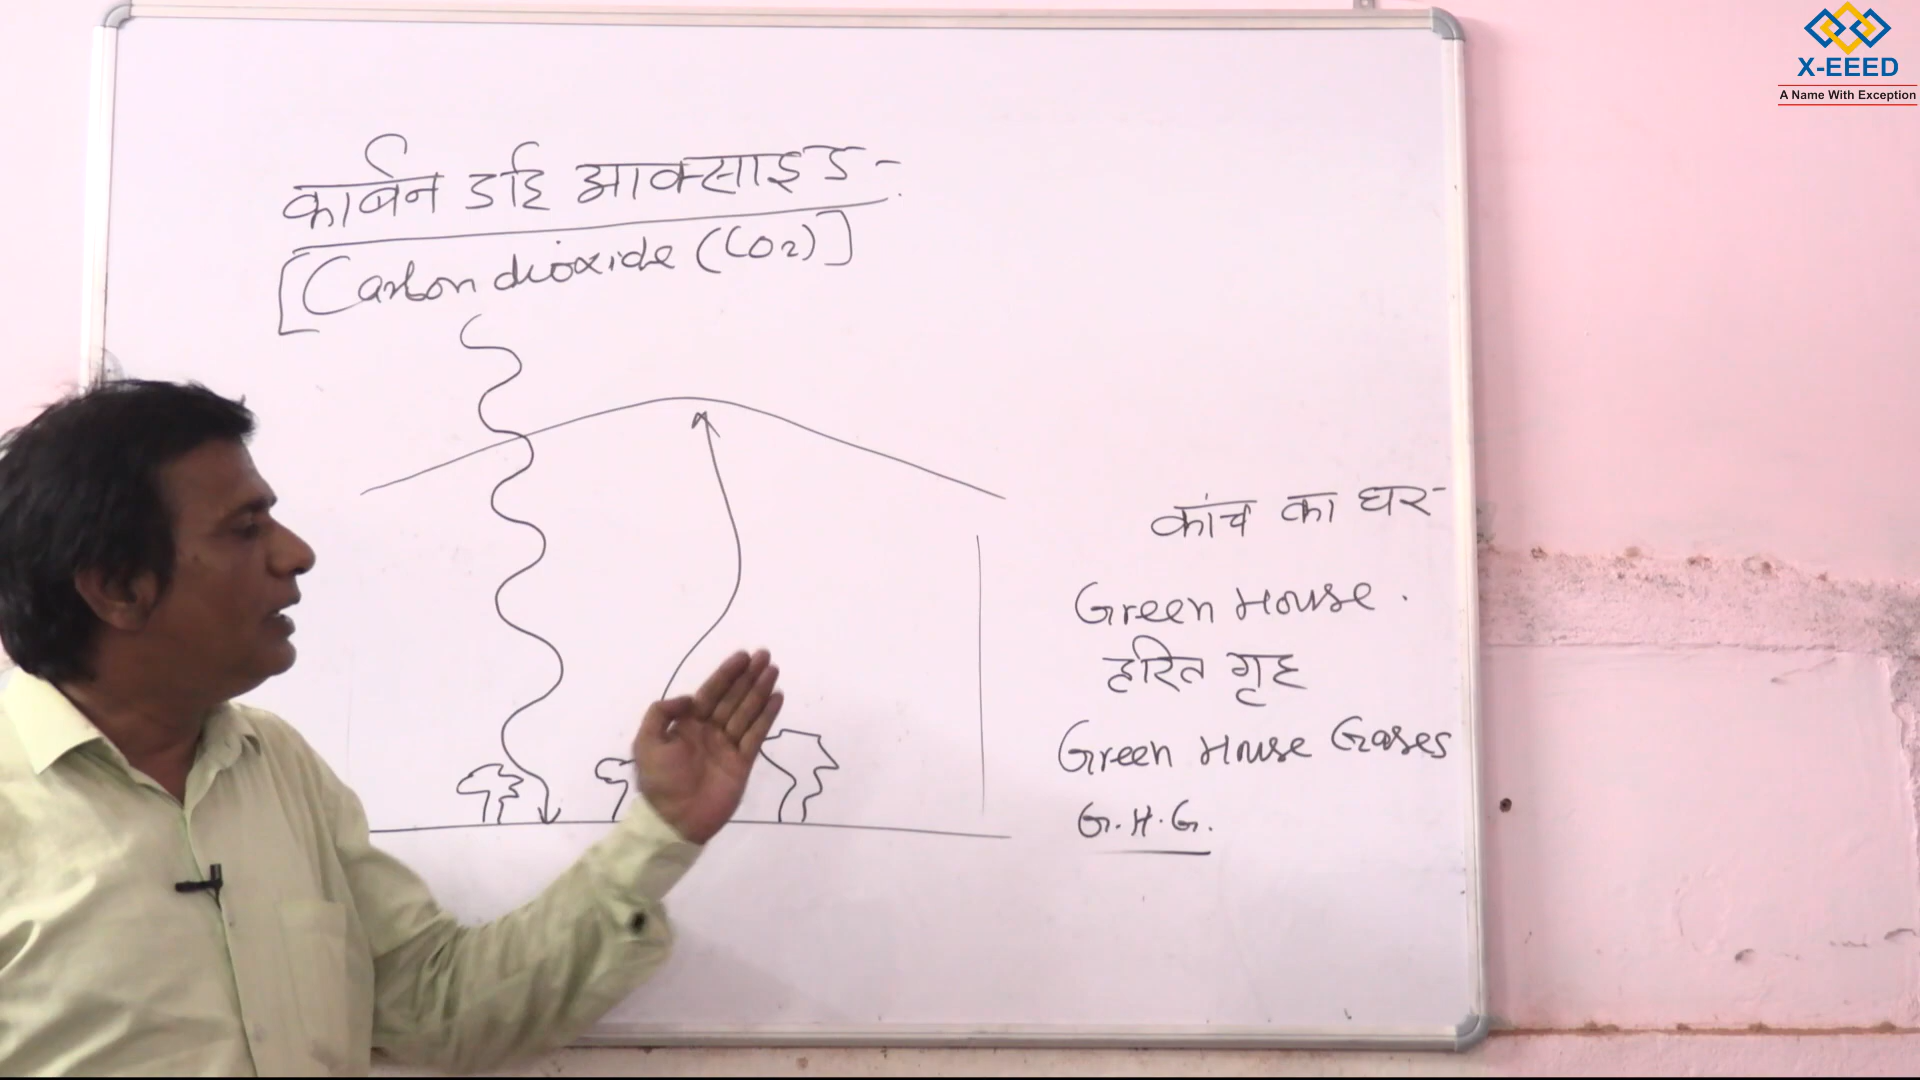 X-EEED
A Name With Exception
कार्बन डाई आक्साइड-
[Carbon dioxide (CO2)]
कांच का घर-
Green House.
हरित गृह
Green House Gases
G.H.G.